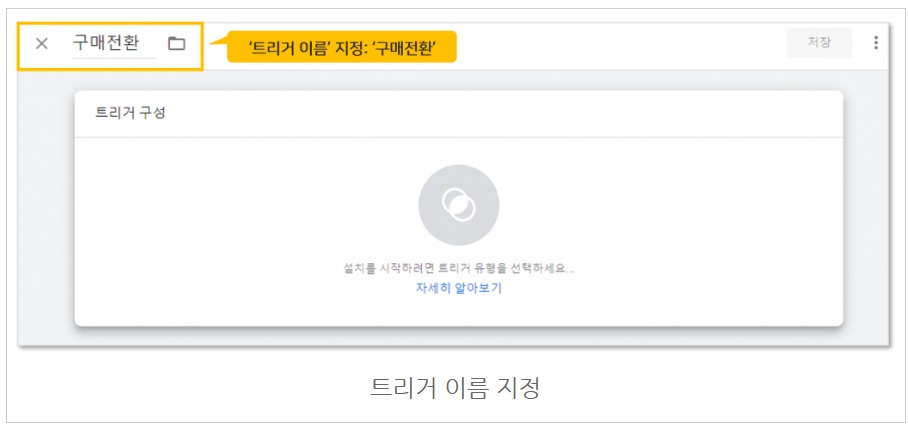 구매전환
'트리거 이름' 지정: '구매전환'
저장
트리거 구성
설치를 시작하려면 트리거 유형을 선택하세요...
자세히 알아보기
트리거 이름 지정